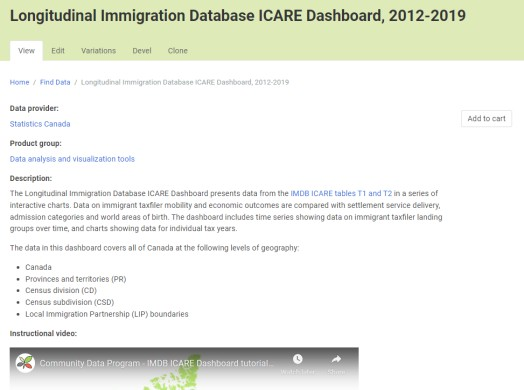 Longitudinal Immigration Database ICARE Dashboard, 2012-2019
View Edit Variations Devel Clone
Home / Find Data / Longitudinal Immigration Database ICARE Dashboard, 2012-2019
Data provider:
Statistics Canada
Add to cart
Product group:
Data analysis and visualization tools
Description:
The Longitudinal Immigration Database ICARE Dashboard presents data from the IMDB ICARE tables T1 and T2 in a series of
interactive charts. Data on immigrant taxfiler mobility and economic outcomes are compared with settlement service delivery,
admission categories and world areas of birth. The dashboard includes time series showing data on immigrant taxfiler landing
groups over time, and charts showing data for individual tax years.
The data in this dashboard covers all of Canada at the following levels of geography:
Canada
Provinces and territories (PR)
Census division (CD)
Census subdivision (CSD)
Local Immigration Partnership (LIP) boundaries
Instructional video:
Community Data Program - IMDB ICARE Dashboard tutorial...